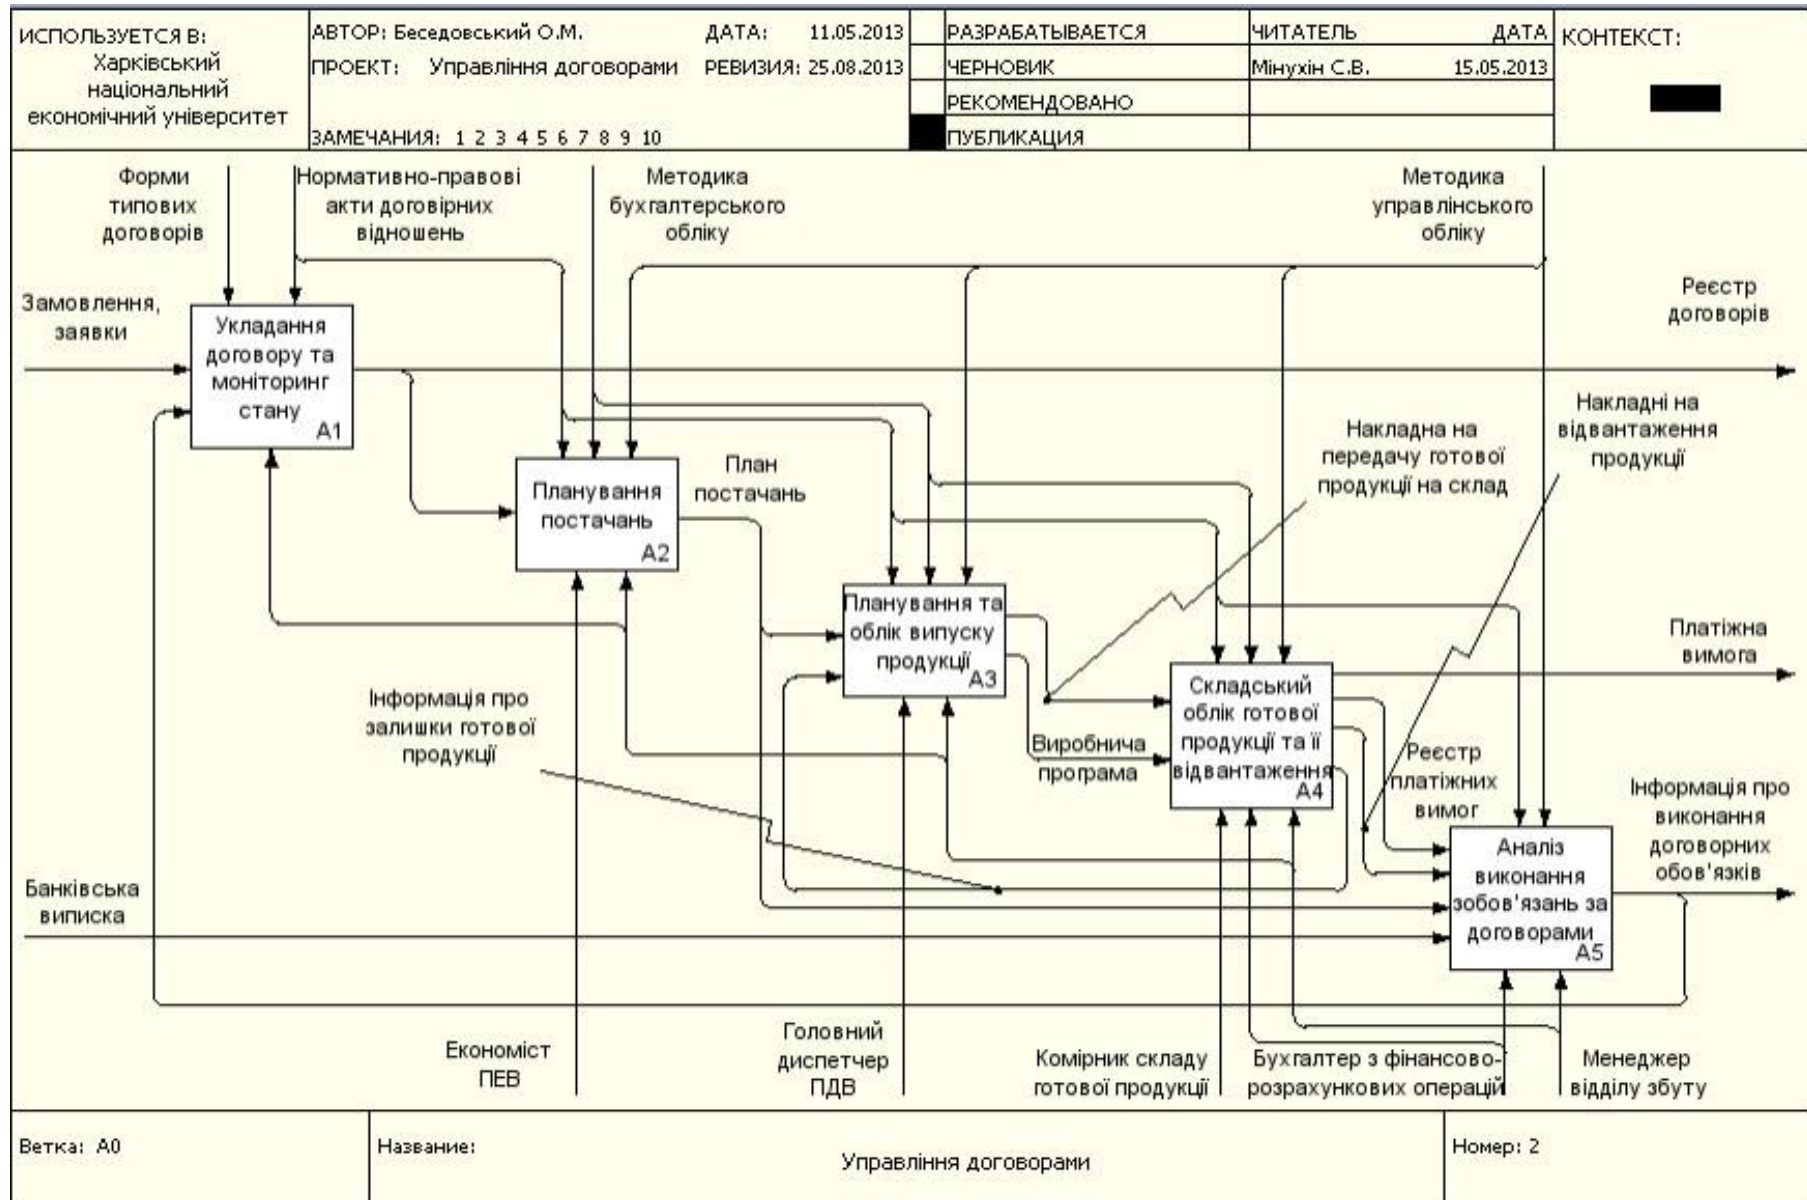 ИСПОЛЬЗУЕТСЯ В:
Харківський
національний
економічний університет
АВТОР: Беседовський О.М.
ДАТА: 11.05.2013
ПРОЕКТ: Управління договорами
РЕВИЗИЯ: 25.08.2013
ЗАМЕЧАНИЯ: 1 2 3 4 5 6 7 8 9 10
РАЗРАБАТЫВАЕТСЯ
ЧЕРНОВИК
РЕКОМЕНДОВАНО
ПУБЛИКАЦИЯ
ЧИТАТЕЛЬ ДАТА
Мінухін С.В. 15.05.2013
КОНТЕКСТ:
Форми
типових
договорів
Нормативно-правові
акти договірних
відношень
Методика
бухгалтерського
обліку
Методика
управлінського
обліку
Замовлення,
заявки
Укладання
договору та
моніторинг
стану
A1
Реєстр
договорів
Накладні на
відвантаження
продукції
Накладна на
передачу готової
продукції на склад
План
постачань
Планування
постачань
A2
Планування та
облік випуску
продукції
A3
Платіжна
вимога
Складський
облік готової
продукції та її
відвантаження
A4
Інформація про
залишки готової
продукції
Виробнича
програма
Реєстр
платіжних
вимог
Інформація про
виконання
договорних
обов'язків
Аналіз
виконання
зобов'язань за
договорами
A5
Банківська
виписка
Економіст
ПЕВ
Головний
диспетчер
ПДВ
Комірник складу
готової продукції
Бухгалтер з фінансово-
розрахункових операцій
Менеджер
відділу збуту
Ветка: A0
Название:
Управління договорами
Номер: 2